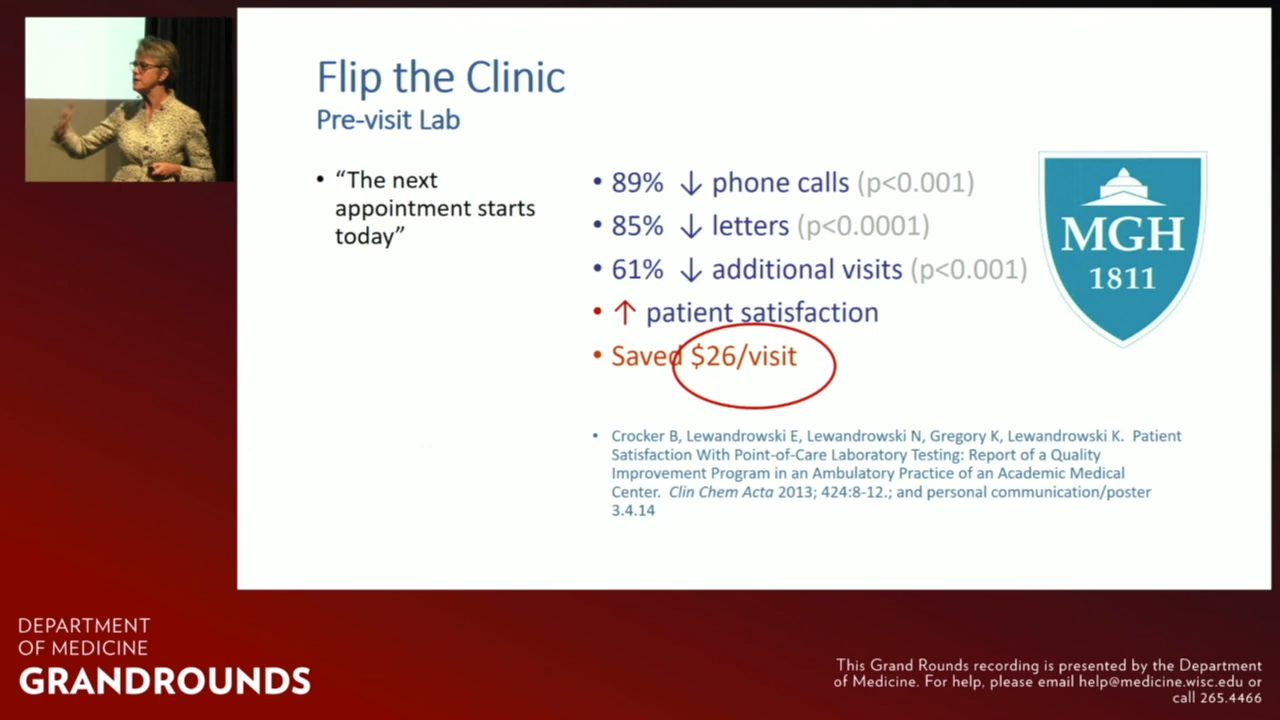 Flip the Clinic
Pre-visit Lab
• “The next
appointment starts
today”
• 89% ↓ phone calls (p<0.001)
• 85% ↓ letters (p<0.0001)
• 61% ↓ additional visits (p<0.001)
• ↑ patient satisfaction
• Saved $26/visit
MGH
1811
• Crocker B, Lewandrowski E, Lewandrowski N, Gregory K, Lewandrowski K. Patient
Satisfaction With Point-of-Care Laboratory Testing: Report of a Quality
Improvement Program in an Ambulatory Practice of an Academic Medical
Center. Clin Chem Acta 2013; 424:8-12.; and personal communication/poster
3.4.14
DEPARTMENT
OF MEDICINE
GRANDROUNDS
This Grand Rounds recording is presented by the Department
of Medicine. For help, please email help@medicine.wisc.edu or
call 265.4466